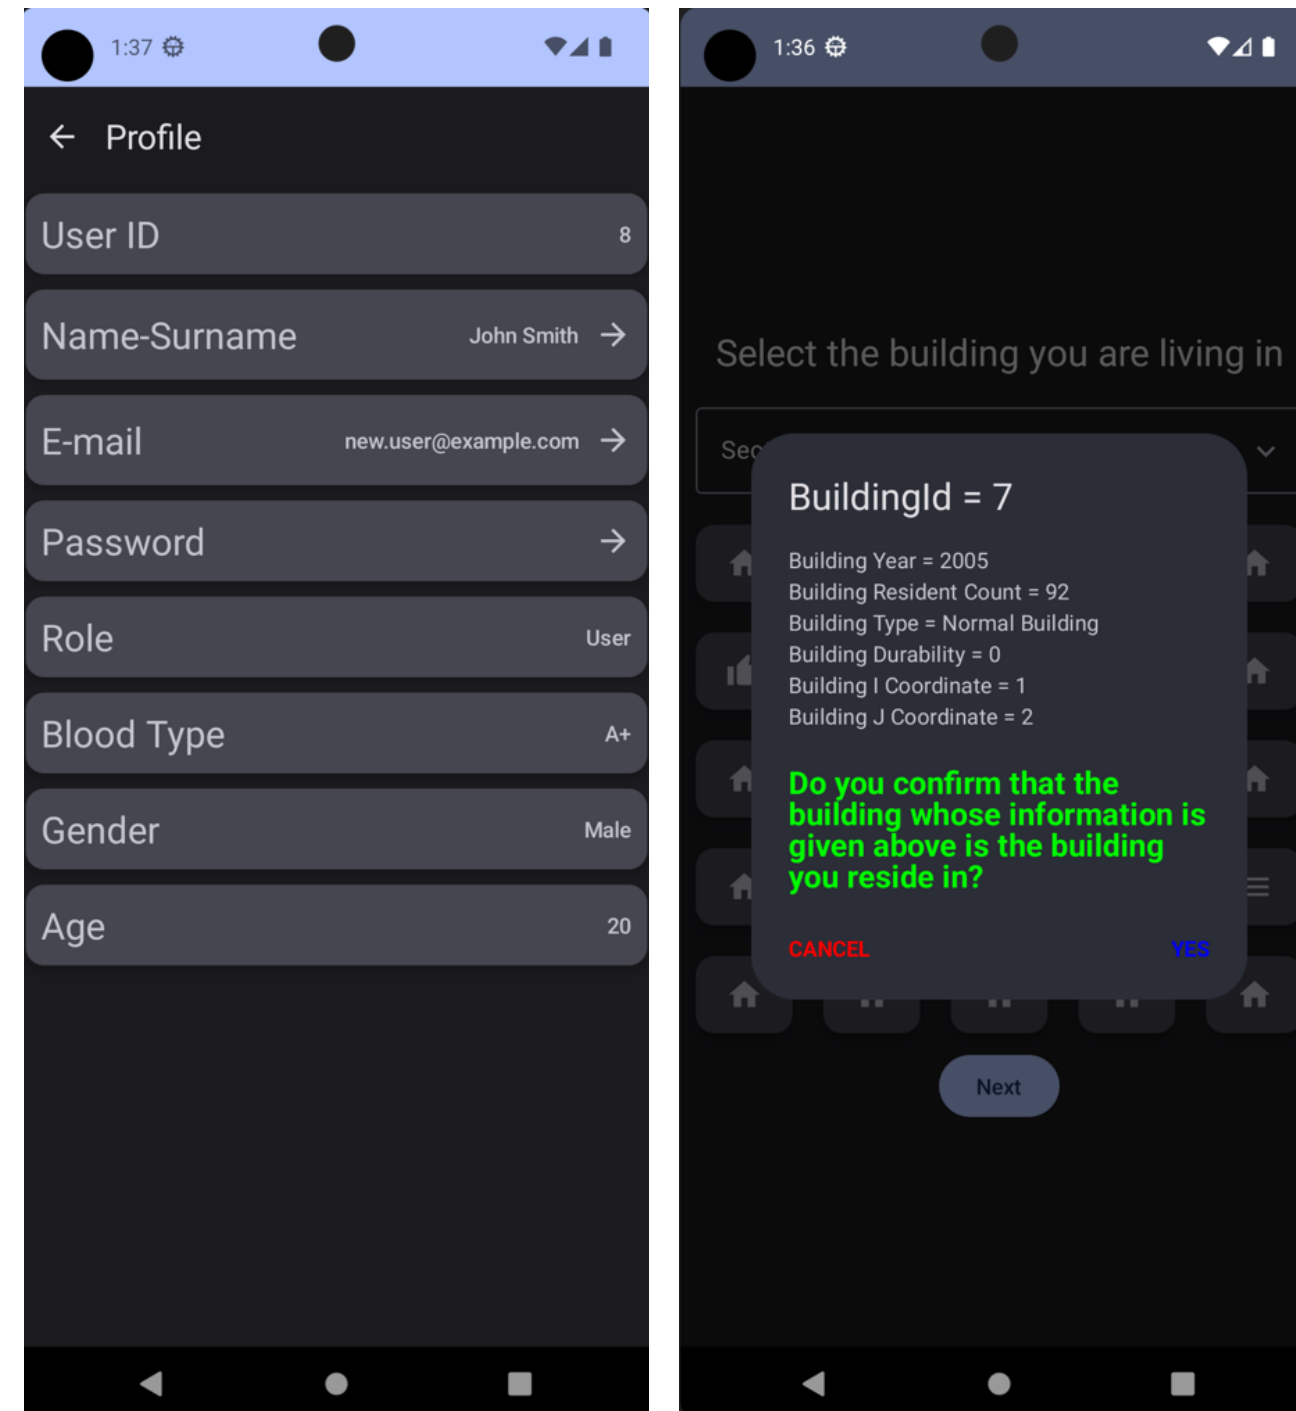 1:37
Profile
User ID 8
Name-Surname John Smith
E-mail new.user@example.com
Password
Role User
Blood Type A+
Gender Male
Age 20
1:36
Select the building you are living in
BuildingId = 7
Building Year = 2005
Building Resident Count = 92
Building Type = Normal Building
Building Durability = 0
Building I Coordinate = 1
Building J Coordinate = 2
Do you confirm that the
building whose information is
given above is the building
you reside in?
CANCEL YES
Next